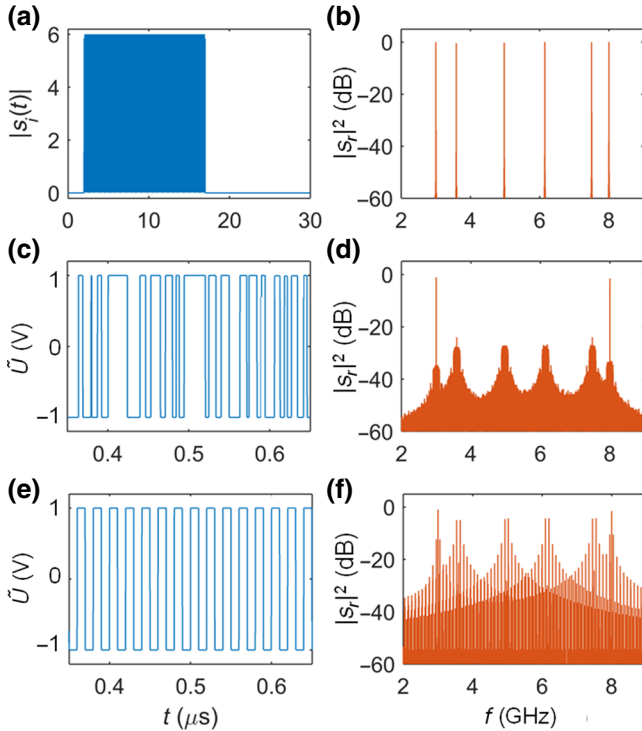 (a)
6
4
2
0
|s_i(t)|
0 10 20 30
(b)
0
−20
−40
−60
|s_r|² (dB)
2 4 6 8
(c)
1
0
−1
Ũ (V)
0.4 0.5 0.6
(d)
0
−20
−40
−60
|s_r|² (dB)
2 4 6 8
(e)
1
0
−1
Ũ (V)
0.4 0.5 0.6
t (μs)
(f)
0
−20
−40
−60
|s_r|² (dB)
2 4 6 8
f (GHz)